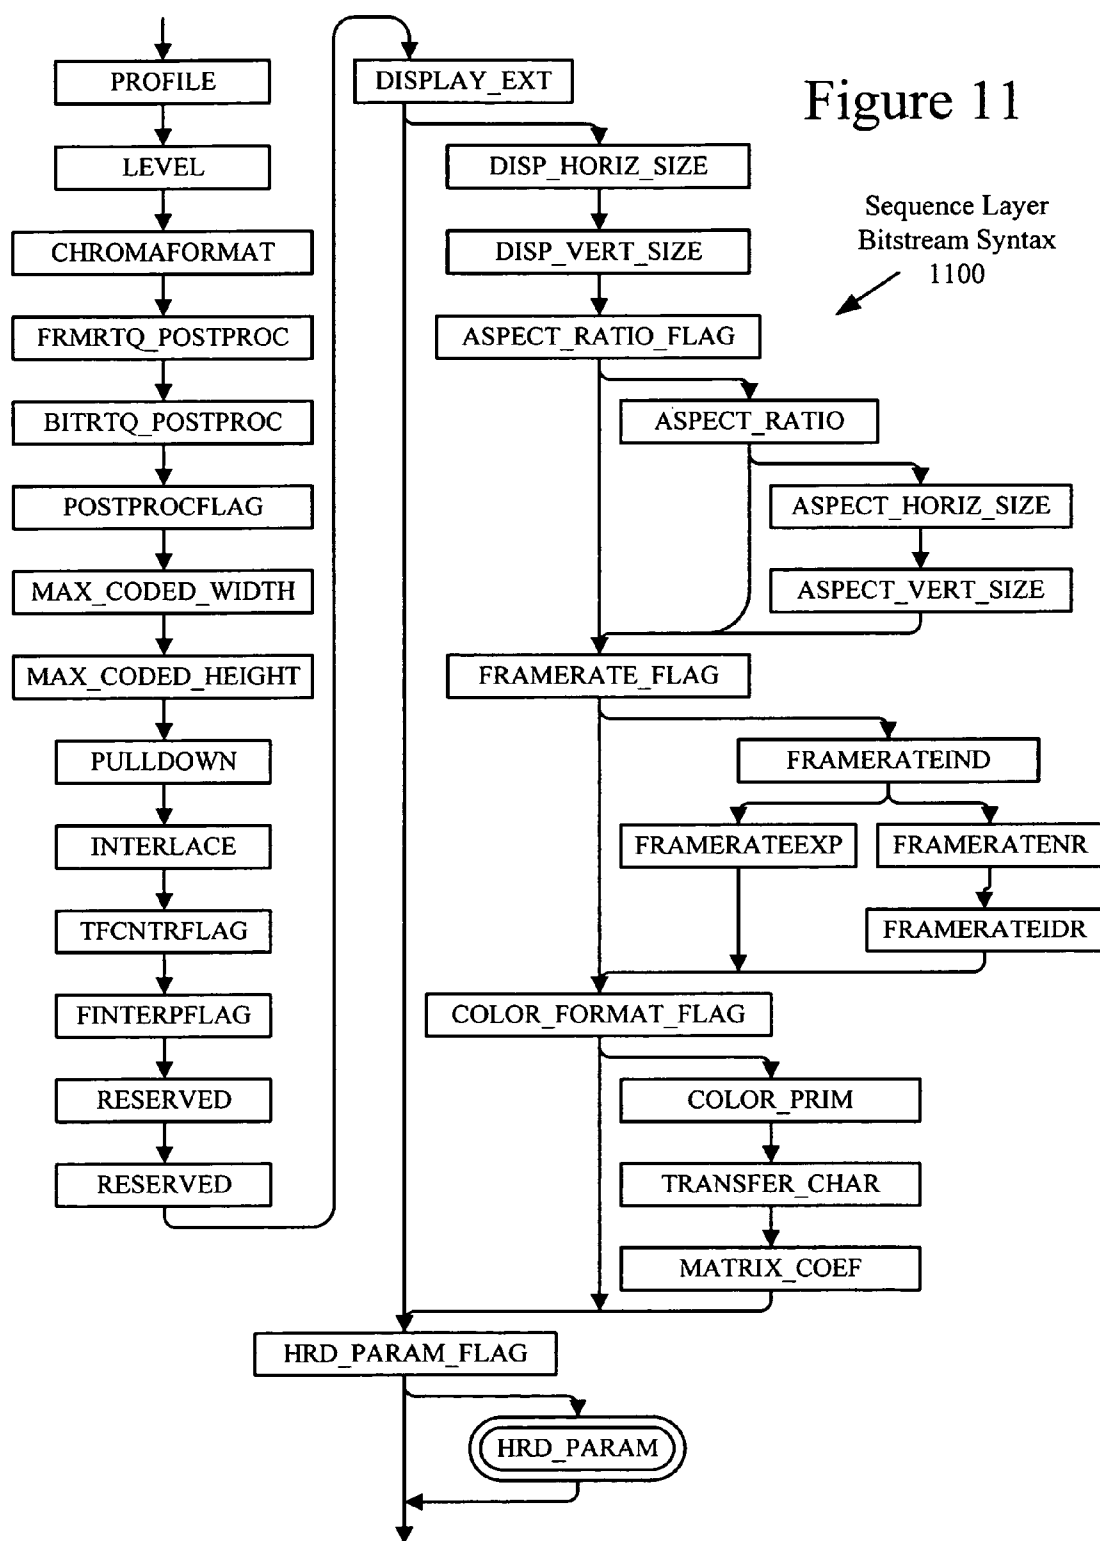 Figure 11
Sequence Layer
Bitstream Syntax
1100
PROFILE
LEVEL
CHROMAFORMAT
FRMRTQ_POSTPROC
BITRTQ_POSTPROC
POSTPROCFLAG
MAX_CODED_WIDTH
MAX_CODED_HEIGHT
PULLDOWN
INTERLACE
TFCNTRFLAG
FINTERPFLAG
RESERVED
RESERVED
DISPLAY_EXT
DISP_HORIZ_SIZE
DISP_VERT_SIZE
ASPECT_RATIO_FLAG
ASPECT_RATIO
ASPECT_HORIZ_SIZE
ASPECT_VERT_SIZE
FRAMERATE_FLAG
FRAMERATEIND
FRAMERATEEXP
FRAMERATENR
FRAMERATEIDR
COLOR_FORMAT_FLAG
COLOR_PRIM
TRANSFER_CHAR
MATRIX_COEF
HRD_PARAM_FLAG
HRD_PARAM